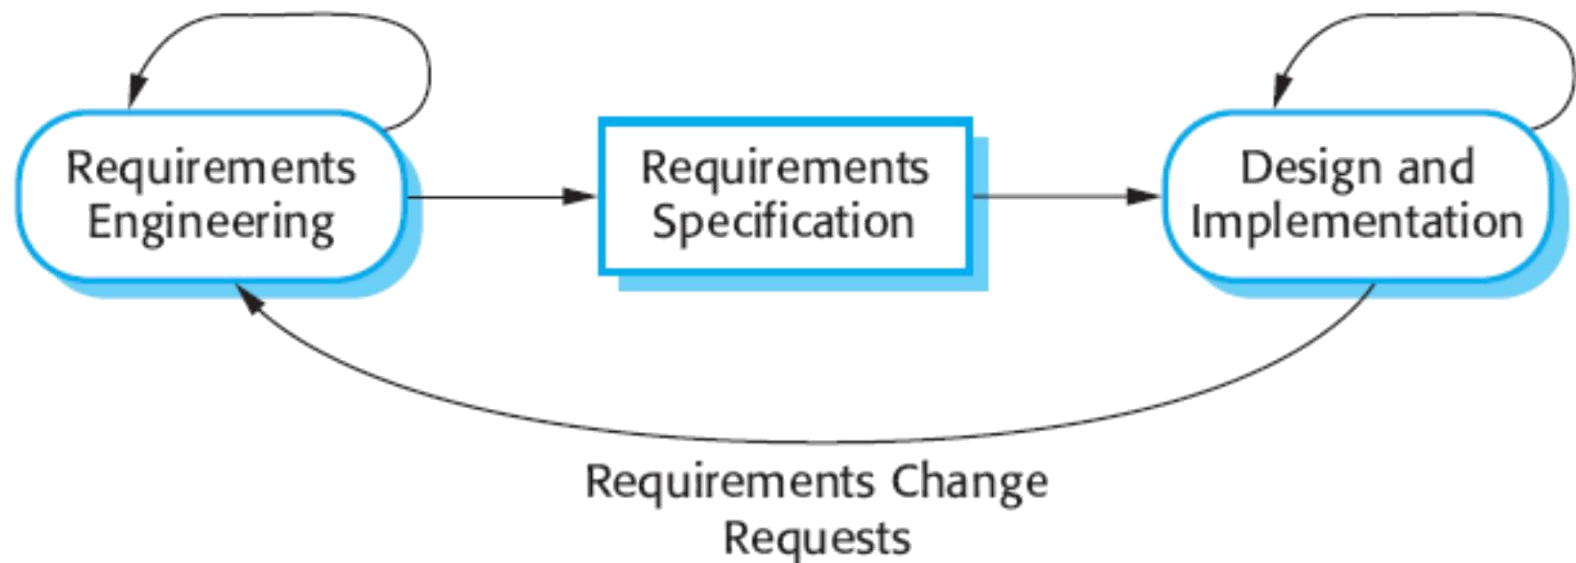 Requirements
Engineering
Requirements
Specification
Design and
Implementation
Requirements Change
Requests